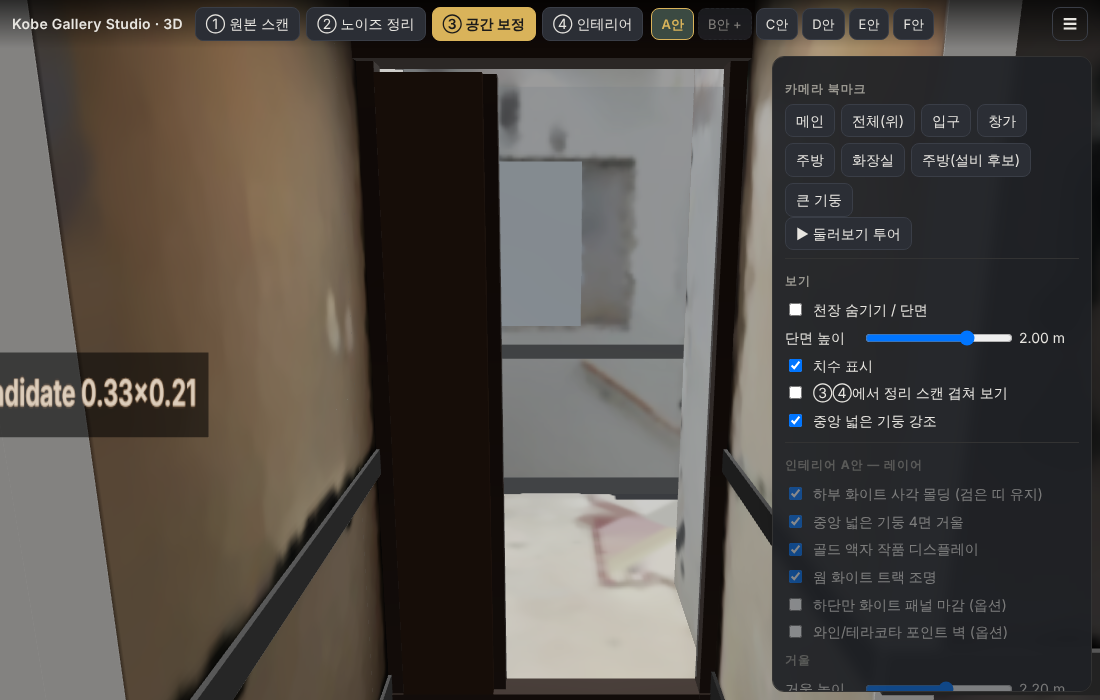 Kobe Gallery Studio · 3D
① 원본 스캔
② 노이즈 정리
③ 공간 보정
④ 인테리어
A안
B안 +
C안
D안
E안
F안
☰
카메라 북마크
메인
전체(위)
입구
창가
주방
화장실
주방(설비 후보)
큰 기둥
▶ 둘러보기 투어
보기
천장 숨기기 / 단면
단면 높이 2.00 m
치수 표시
③④에서 정리 스캔 겹쳐 보기
중앙 넓은 기둥 강조
인테리어 A안 — 레이어
하부 화이트 사각 몰딩 (검은 띠 유지)
중앙 넓은 기둥 4면 거울
골드 액자 작품 디스플레이
웜 화이트 트랙 조명
하단만 화이트 패널 마감 (옵션)
와인/테라코타 포인트 벽 (옵션)
거울
거울 높이 2.20 m
didate 0.33×0.21